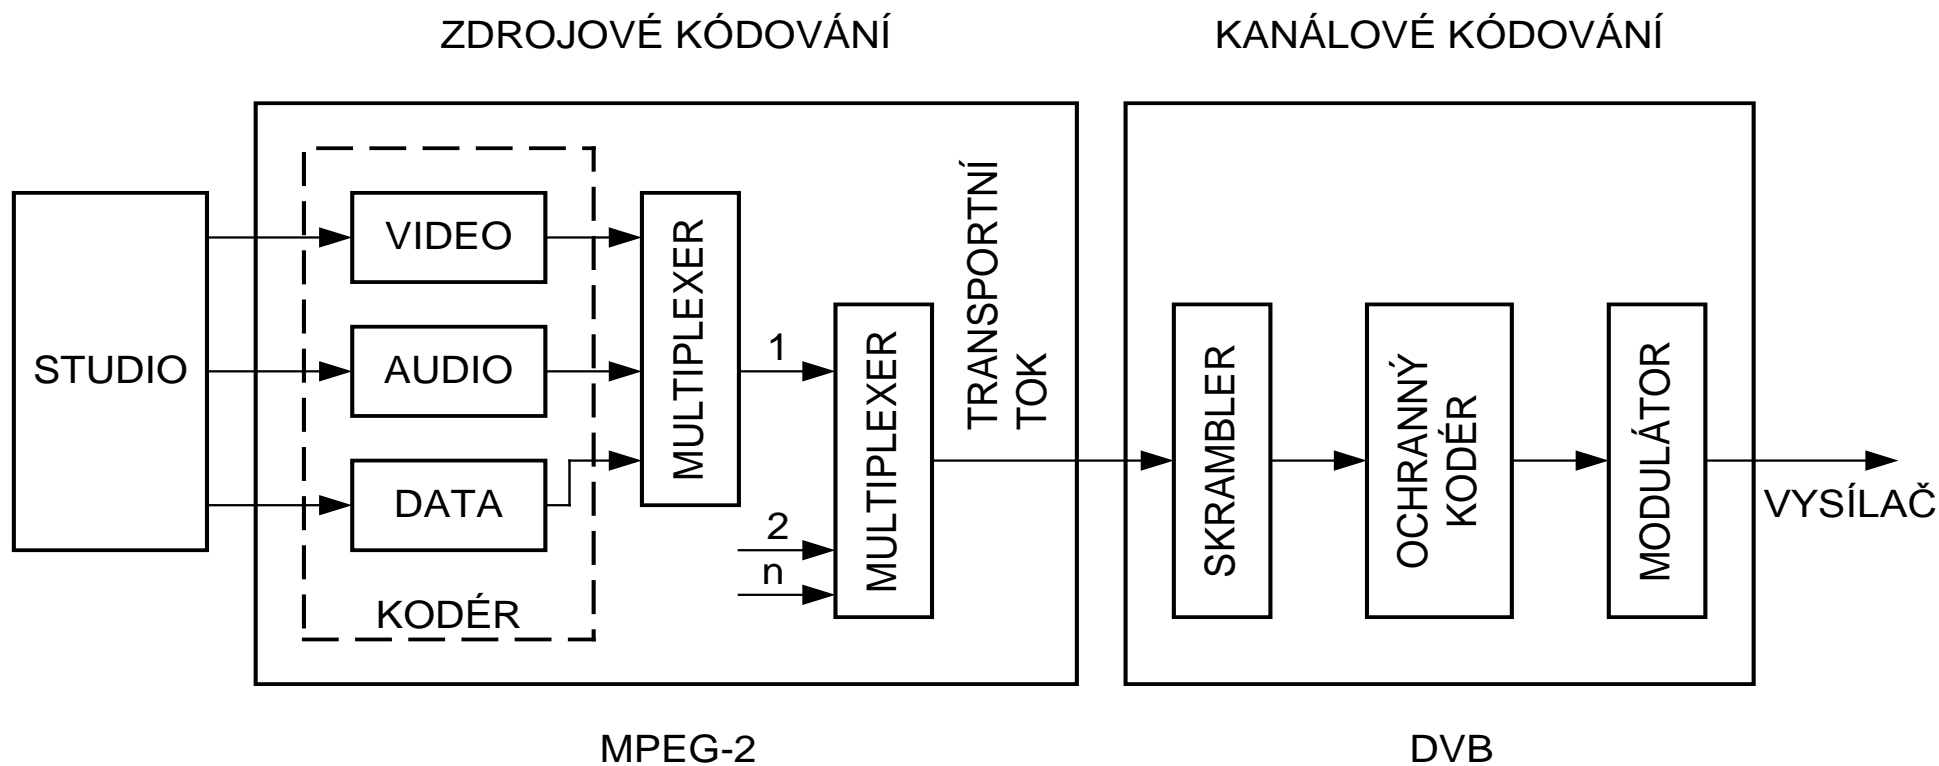 ZDROJOVÉ KÓDOVÁNÍ
KANÁLOVÉ KÓDOVÁNÍ
STUDIO
VIDEO
AUDIO
DATA
KODÉR
MULTIPLEXER
1
2
n
MULTIPLEXER
TRANSPORTNÍ
TOK
SKRAMBLER
OCHRANNÝ
KODÉR
MODULÁTOR
VYSÍLAČ
MPEG-2
DVB